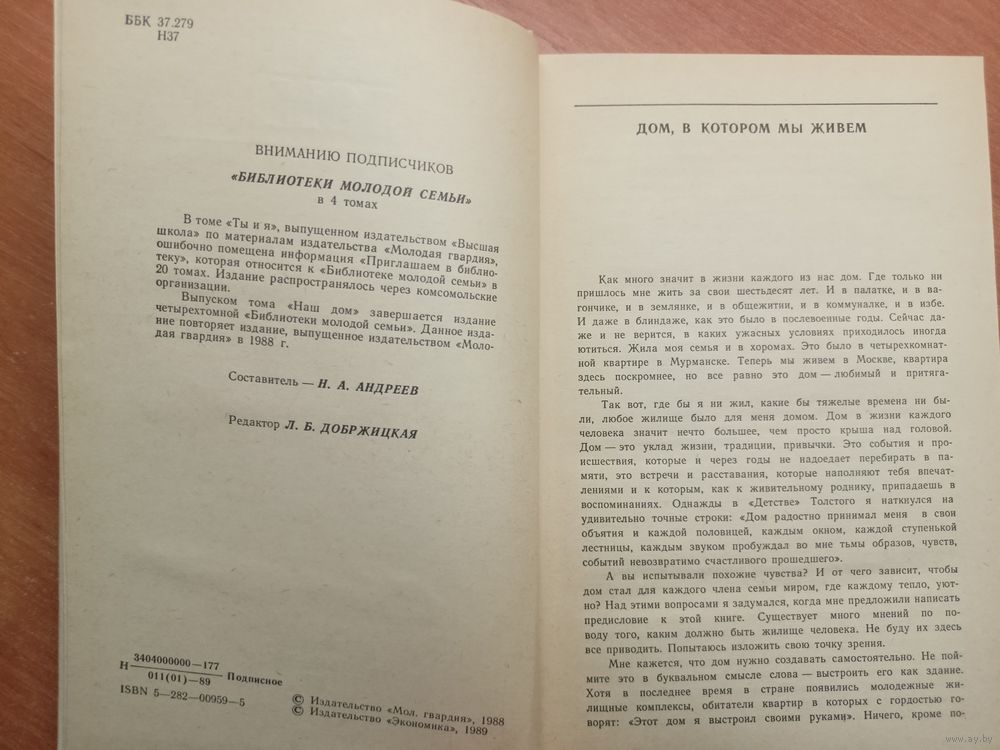 ББК 37.279
Н37
ВНИМАНИЮ ПОДПИСЧИКОВ
«БИБЛИОТЕКИ МОЛОДОЙ СЕМЬИ»
в 4 томах
В томе «Ты и я», выпущенном издательством «Высшая
школа» по материалам издательства «Молодая гвардия»,
ошибочно помещена информация «Приглашаем в библио-
теку», которая относится к «Библиотеке молодой семьи» в
20 томах. Издание распространялось через комсомольские
организации.
Выпуском тома «Наш дом» завершается издание
четырехтомной «Библиотеки молодой семьи». Данное изда-
ние повторяет издание, выпущенное издательством «Моло-
дая гвардия» в 1988 г.
Составитель — Н. А. АНДРЕЕВ
Редактор Л. Б. ДОБРЖИЦКАЯ
Н 3404000000—177
011(01)—89 Подписное
ISBN 5—282—00959—5
© Издательство «Мол. гвардия», 1988
© Издательство «Экономика», 1989
ДОМ, В КОТОРОМ МЫ ЖИВЕМ
Как много значит в жизни каждого из нас дом. Где только ни
пришлось мне жить за свои шестьдесят лет. И в палатке, и в ва-
гончике, и в землянке, и в общежитии, и в коммуналке, и в избе.
И даже в блиндаже, как это было в послевоенные годы. Сейчас да-
же и не верится, в каких ужасных условиях приходилось иногда
ютиться. Жила моя семья и в хоромах. Это было в четырехкомнат-
ной квартире в Мурманске. Теперь мы живем в Москве, квартира
здесь поскромнее, но все равно это дом — любимый и притяга-
тельный.
Так вот, где бы я ни жил, какие бы тяжелые времена ни бы-
ли, любое жилище было для меня домом. Дом в жизни каждого
человека значит нечто большее, чем просто крыша над головой.
Дом — это уклад жизни, традиции, привычки. Это события и про-
исшествия, которые и через годы не надоедает перебирать в па-
мяти, это встречи и расставания, которые наполняют тебя впечат-
лениями и к которым, как к живительному роднику, припадаешь в
воспоминаниях. Однажды в «Детстве» Толстого я наткнулся на
удивительно точные строки: «Дом радостно принимал меня в свои
объятия и каждой половицей, каждым окном, каждой ступенькой
лестницы, каждым звуком пробуждал во мне тьмы образов, чувств,
событий невозвратимо счастливого прошедшего».
А вы испытывали похожие чувства? И от чего зависит, чтобы
дом стал для каждого члена семьи миром, где каждому тепло, уют-
но? Над этими вопросами я задумался, когда мне предложили написать
предисловие к этой книге. Существует много мнений по по-
воду того, каким должно быть жилище человека. Не буду их здесь
все приводить. Попытаюсь изложить свою точку зрения.
Мне кажется, что дом нужно создавать самостоятельно. Не пой-
мите это в буквальном смысле слова — выстроить его как здание.
Хотя в последнее время в стране появились молодежные жи-
лищные комплексы, обитатели квартир в которых с гордостью го-
ворят: «Этот дом я выстроил своими руками». Ничего, кроме по-
www.ay.by